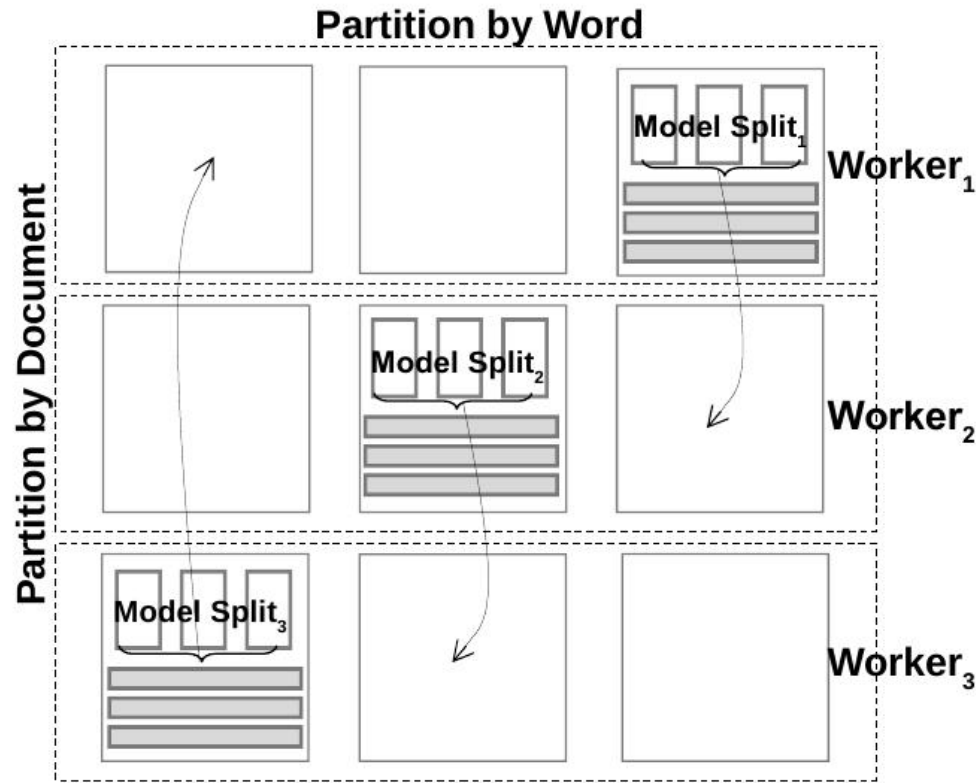 Partition by Word
Partition by Document
Model Split₁
Worker₁
Model Split₂
Worker₂
Model Split₃
Worker₃